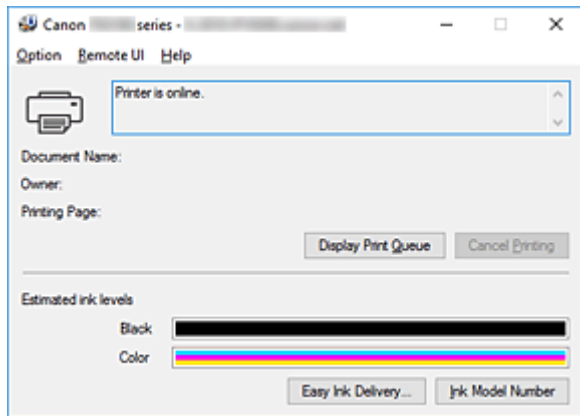 Canon series -
Option Remote UI Help
Printer is online.
Document Name:
Owner:
Printing Page:
Display Print Queue Cancel Printing
Estimated ink levels
Black
Color
Easy Ink Delivery... Ink Model Number